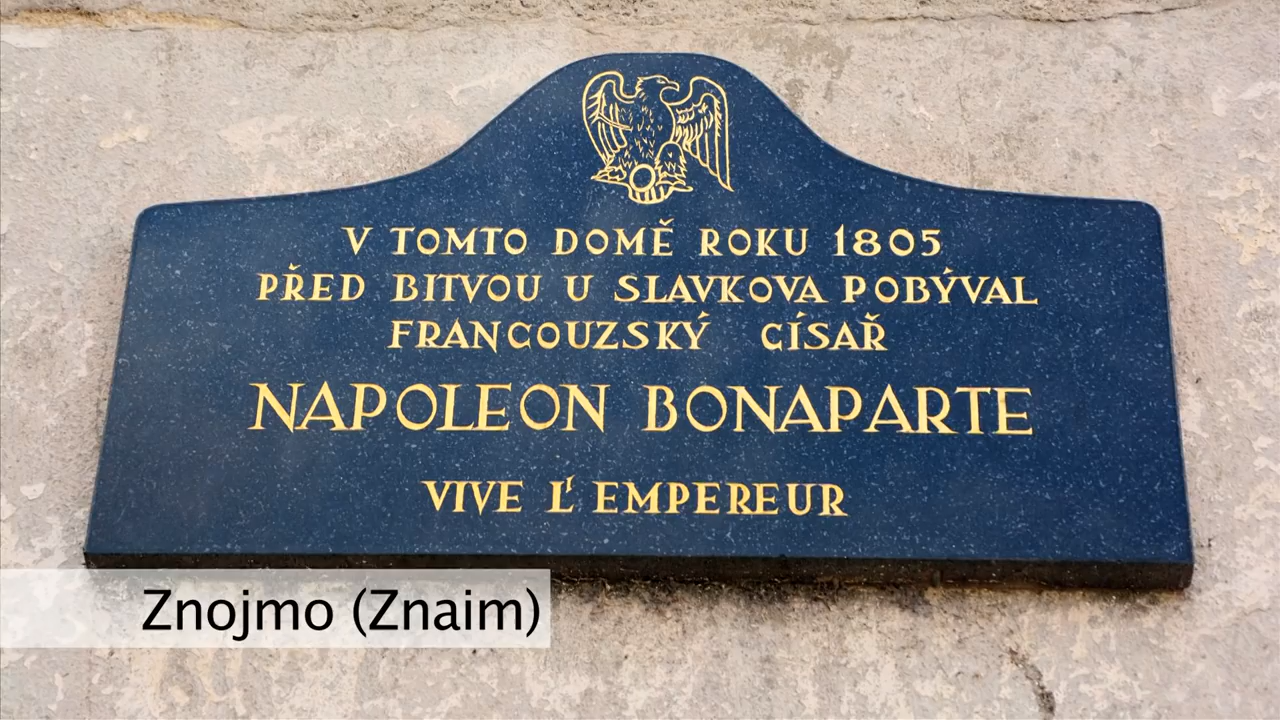 V TOMTO DOMĚ ROKU 1805
PŘED BITVOU U SLAVKOVA POBÝVAL
FRANCOUZSKÝ CÍSAŘ
NAPOLEON BONAPARTE
VIVE L' EMPEREUR
Znojmo (Znaim)